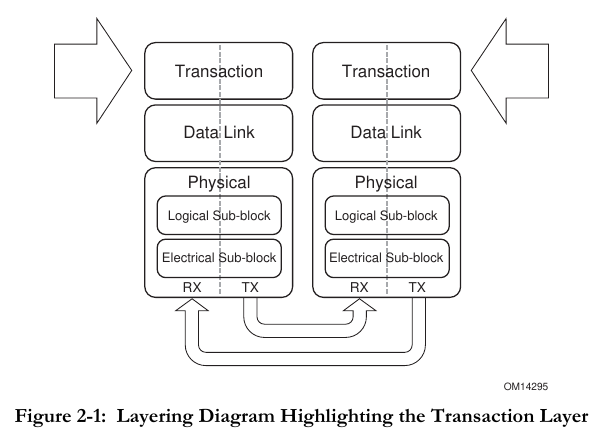 Transaction
Transaction
Data Link
Data Link
Physical
Physical
Logical Sub-block
Logical Sub-block
Electrical Sub-block
Electrical Sub-block
RX TX
RX TX
OM14295
Figure 2-1: Layering Diagram Highlighting the Transaction Layer